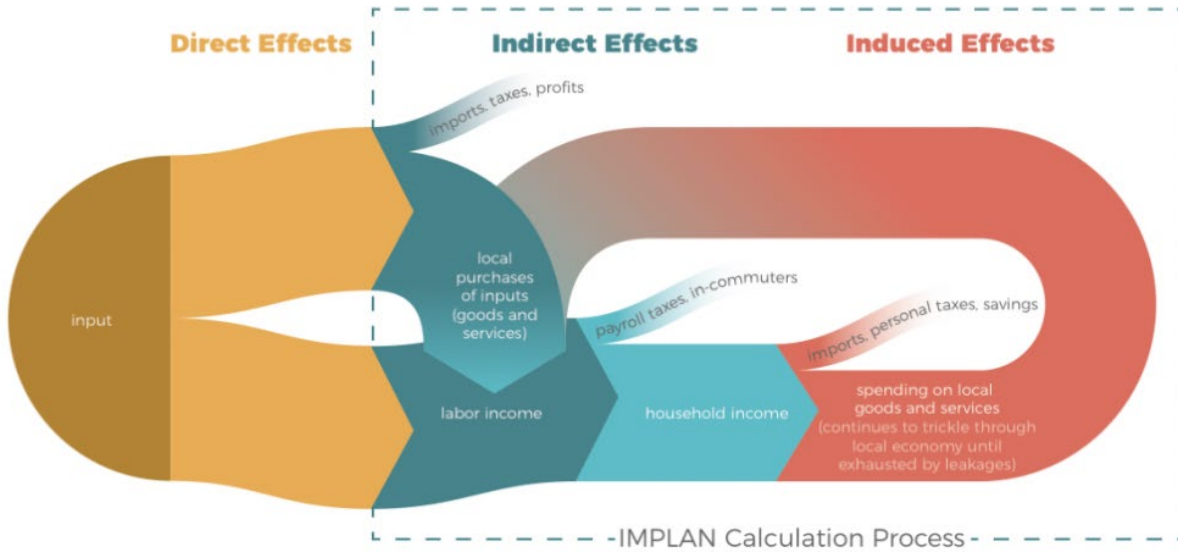 Direct Effects
Indirect Effects
Induced Effects
imports, taxes, profits
local
purchases
of inputs
(goods and
services)
input
payroll taxes, in-commuters
imports, personal taxes, savings
labor income
household income
spending on local
goods and services
(continues to trickle through
local economy until
exhausted by leakages)
IMPLAN Calculation Process